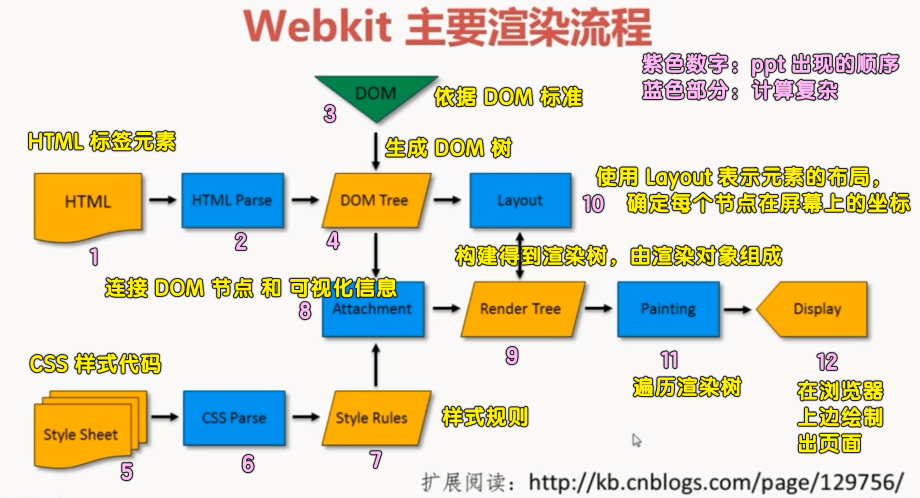 Webkit 主要渲染流程
紫色数字：ppt 出现的顺序
蓝色部分：计算复杂
DOM
3
依据 DOM 标准
HTML 标签元素
生成 DOM 树
HTML
HTML Parse
DOM Tree
Layout
使用 Layout 表示元素的布局，
确定每个节点在屏幕上的坐标
1
2
4
10
构建得到渲染树，由渲染对象组成
连接 DOM 节点 和 可视化信息
8
Attachment
Render Tree
Painting
Display
9
11
12
CSS 样式代码
遍历渲染树
在浏览器
上边绘制
出页面
Style Sheet
CSS Parse
Style Rules
样式规则
5
6
7
扩展阅读：http://kb.cnblogs.com/page/129756/